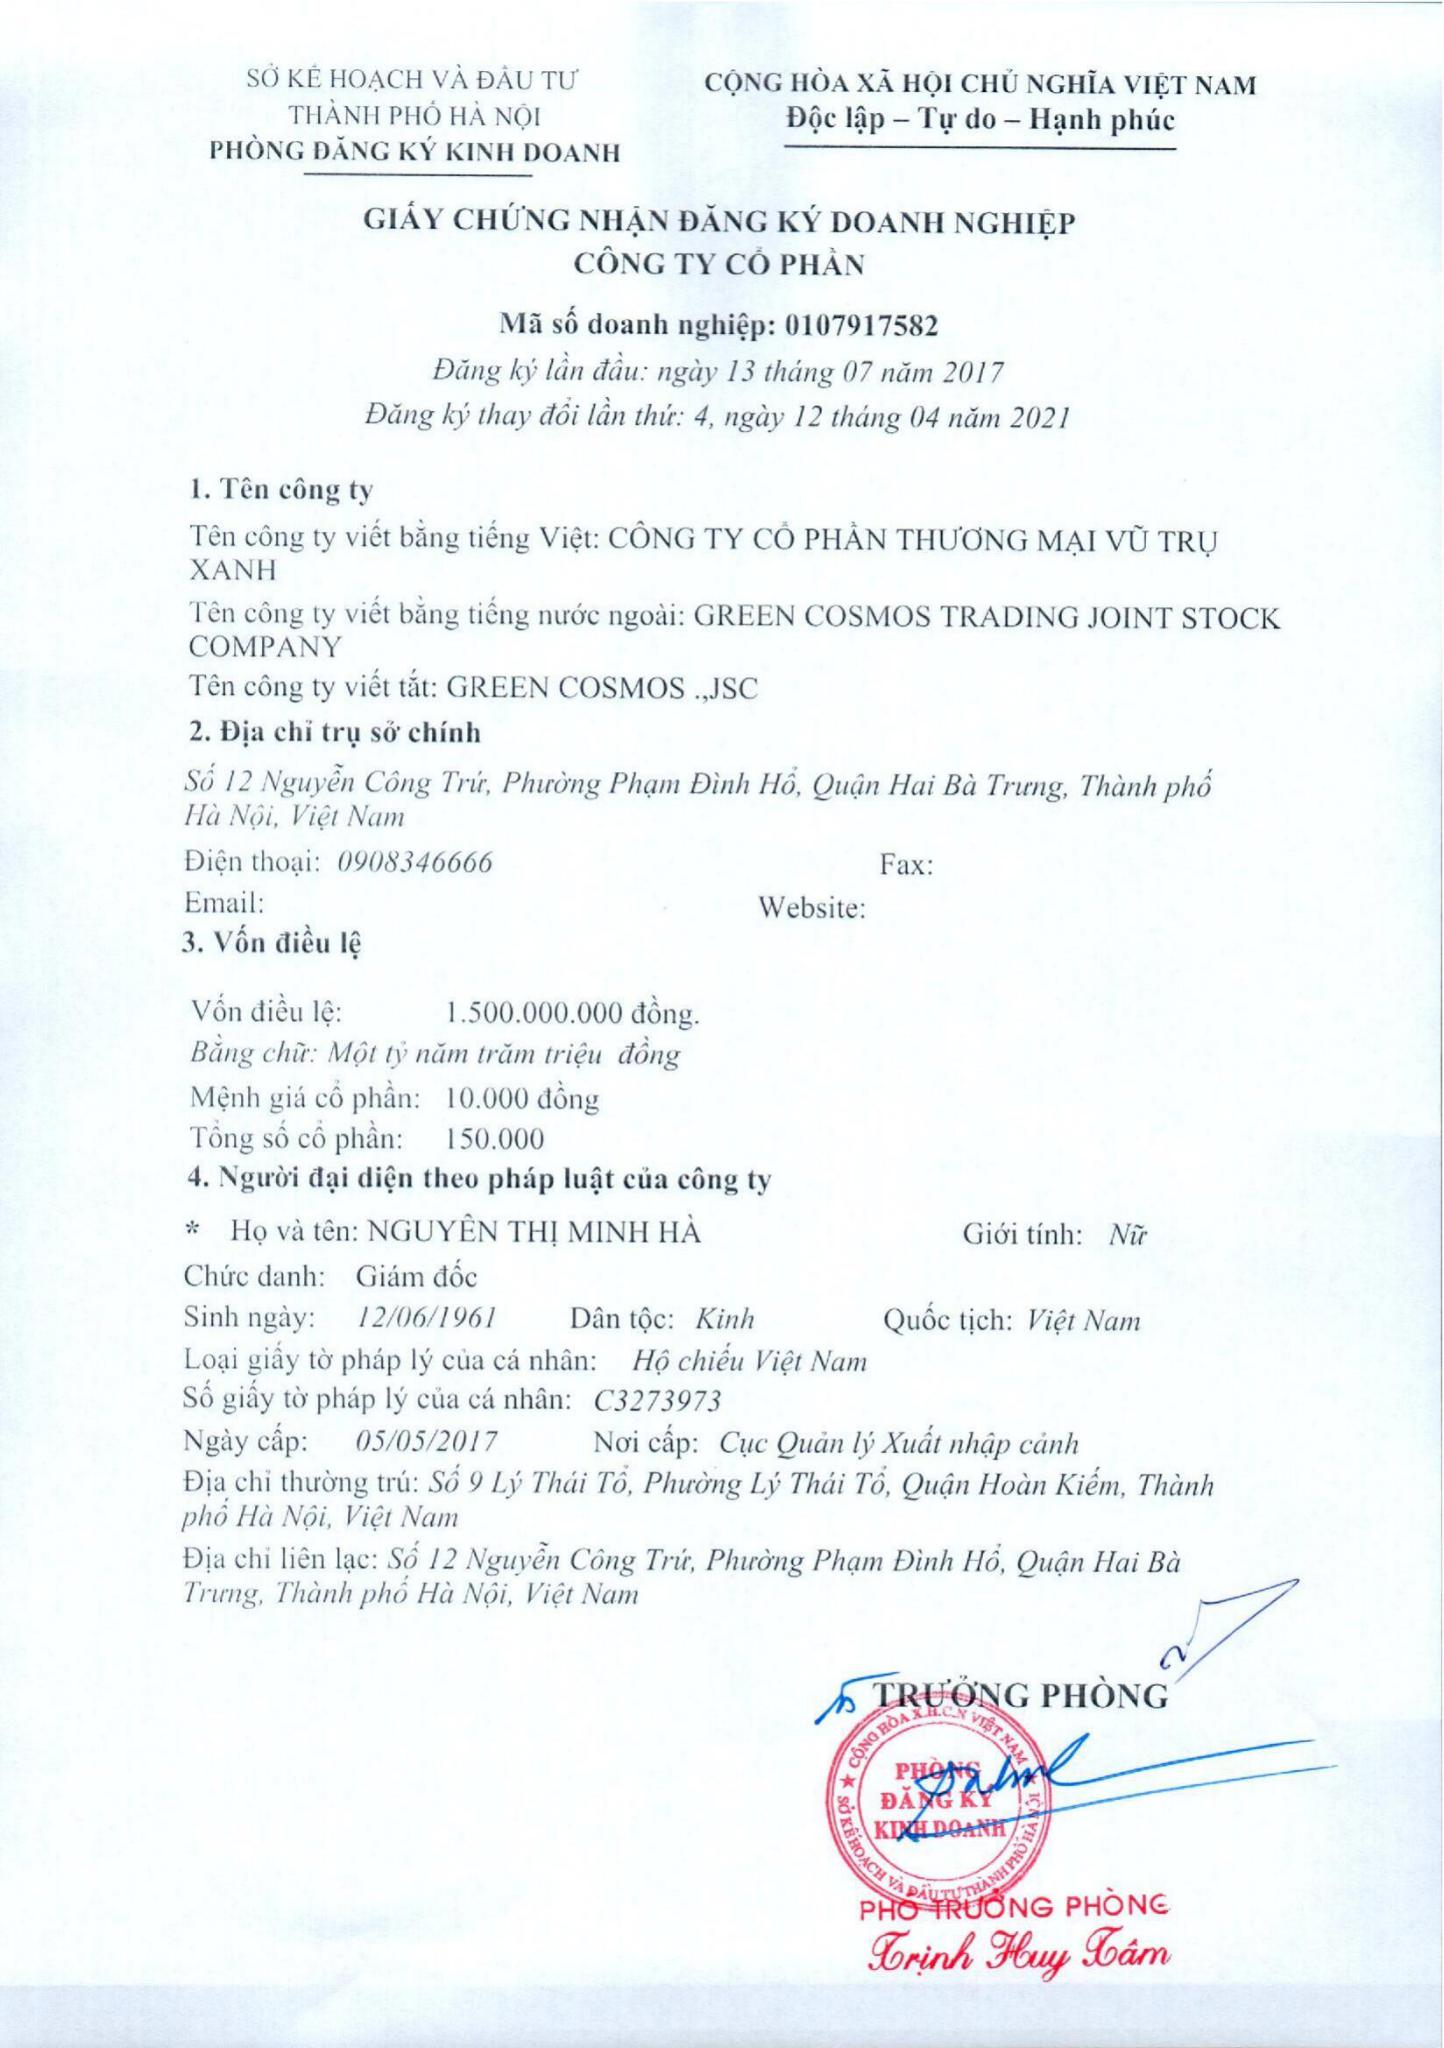 SỞ KẾ HOẠCH VÀ ĐẦU TƯ
THÀNH PHỐ HÀ NỘI
PHÒNG ĐĂNG KÝ KINH DOANH
CỘNG HÒA XÃ HỘI CHỦ NGHĨA VIỆT NAM
Độc lập – Tự do – Hạnh phúc
GIẤY CHỨNG NHẬN ĐĂNG KÝ DOANH NGHIỆP
CÔNG TY CỔ PHẦN
Mã số doanh nghiệp: 0107917582
Đăng ký lần đầu: ngày 13 tháng 07 năm 2017
Đăng ký thay đổi lần thứ: 4, ngày 12 tháng 04 năm 2021
1. Tên công ty
Tên công ty viết bằng tiếng Việt: CÔNG TY CỔ PHẦN THƯƠNG MẠI VŨ TRỤ
XANH
Tên công ty viết bằng tiếng nước ngoài: GREEN COSMOS TRADING JOINT STOCK
COMPANY
Tên công ty viết tắt: GREEN COSMOS .,JSC
2. Địa chỉ trụ sở chính
Số 12 Nguyễn Công Trứ, Phường Phạm Đình Hổ, Quận Hai Bà Trưng, Thành phố
Hà Nội, Việt Nam
Điện thoại: 0908346666 Fax:
Email: Website:
3. Vốn điều lệ
Vốn điều lệ: 1.500.000.000 đồng.
Bằng chữ: Một tỷ năm trăm triệu đồng
Mệnh giá cổ phần: 10.000 đồng
Tổng số cổ phần: 150.000
4. Người đại diện theo pháp luật của công ty
* Họ và tên: NGUYỄN THỊ MINH HÀ Giới tính: Nữ
Chức danh: Giám đốc
Sinh ngày: 12/06/1961 Dân tộc: Kinh Quốc tịch: Việt Nam
Loại giấy tờ pháp lý của cá nhân: Hộ chiếu Việt Nam
Số giấy tờ pháp lý của cá nhân: C3273973
Ngày cấp: 05/05/2017 Nơi cấp: Cục Quản lý Xuất nhập cảnh
Địa chỉ thường trú: Số 9 Lý Thái Tổ, Phường Lý Thái Tổ, Quận Hoàn Kiếm, Thành
phố Hà Nội, Việt Nam
Địa chỉ liên lạc: Số 12 Nguyễn Công Trứ, Phường Phạm Đình Hổ, Quận Hai Bà
Trưng, Thành phố Hà Nội, Việt Nam
TRƯỞNG PHÒNG
CỘNG HÒA X.H.C.N VIỆT NAM
PHÒNG
ĐĂNG KÝ
KINH DOANH
SỞ KẾ HOẠCH VÀ ĐẦU TƯ THÀNH PHỐ HÀ NỘI
PHÓ TRƯỞNG PHÒNG
Trịnh Huy Tâm